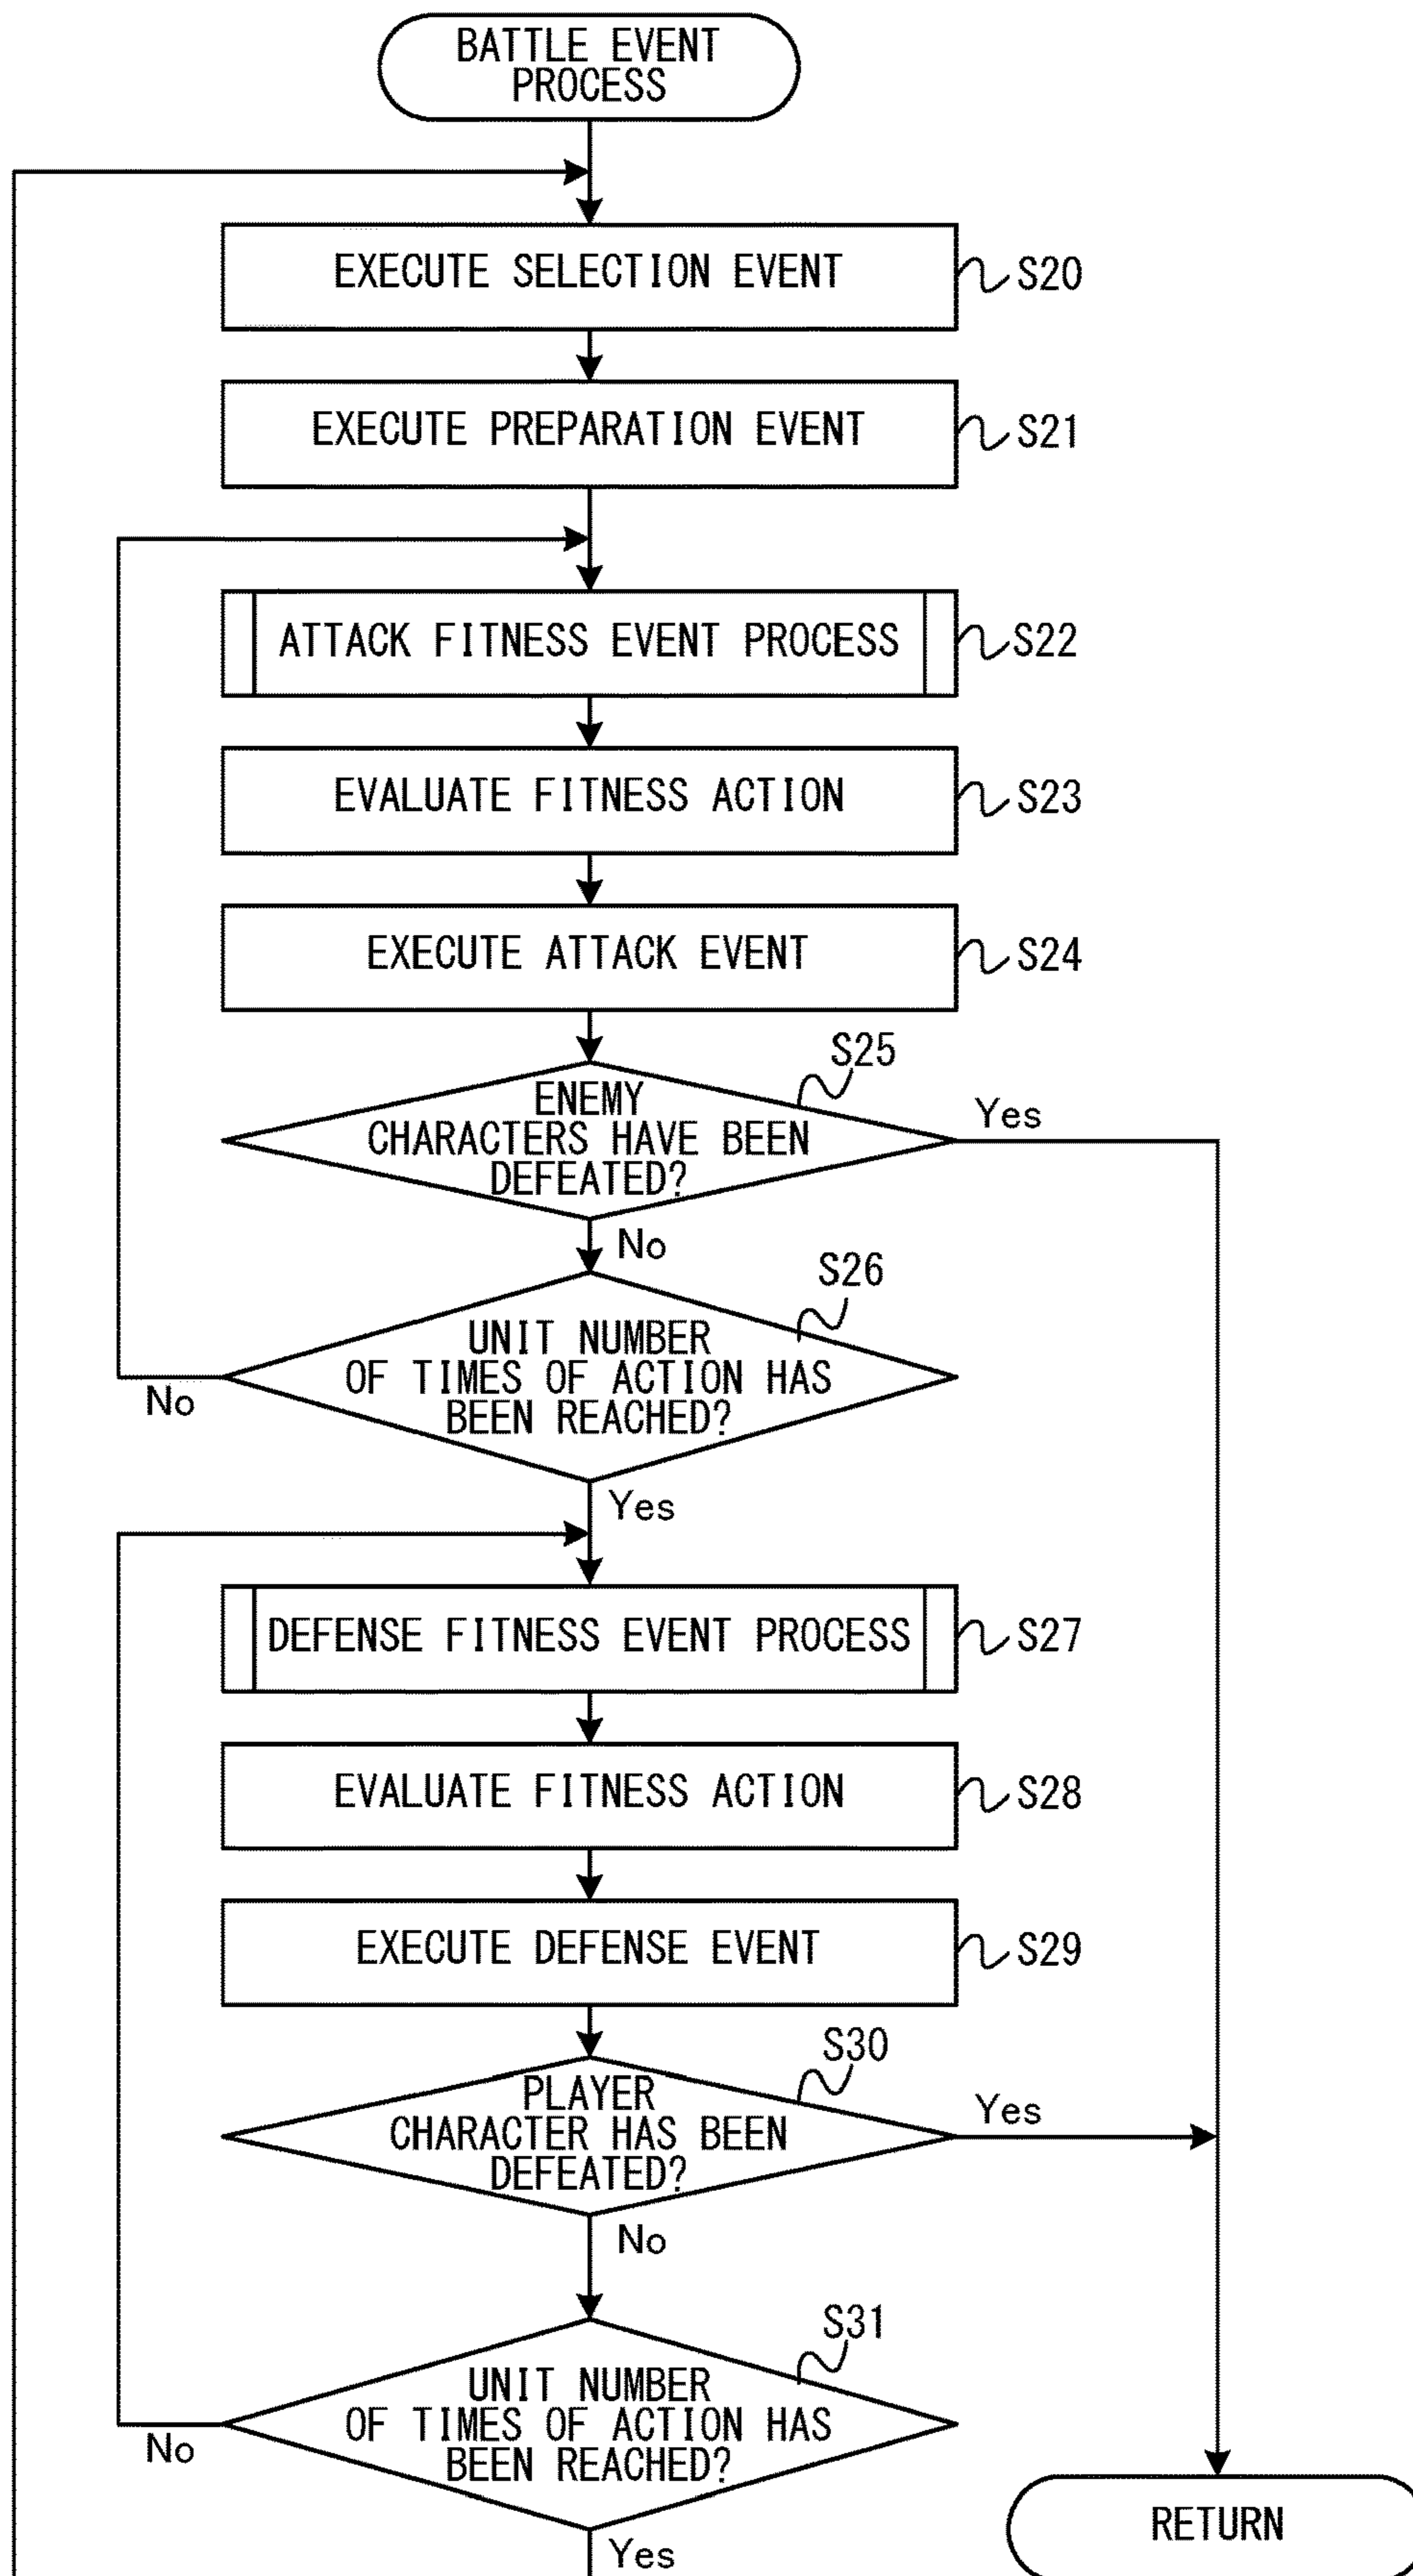 BATTLE EVENT
PROCESS
EXECUTE SELECTION EVENT
S20
EXECUTE PREPARATION EVENT
S21
ATTACK FITNESS EVENT PROCESS
S22
EVALUATE FITNESS ACTION
S23
EXECUTE ATTACK EVENT
S24
S25
ENEMY
CHARACTERS HAVE BEEN
DEFEATED?
Yes
No
S26
UNIT NUMBER
OF TIMES OF ACTION HAS
BEEN REACHED?
No
Yes
DEFENSE FITNESS EVENT PROCESS
S27
EVALUATE FITNESS ACTION
S28
EXECUTE DEFENSE EVENT
S29
S30
PLAYER
CHARACTER HAS BEEN
DEFEATED?
Yes
No
S31
UNIT NUMBER
OF TIMES OF ACTION HAS
BEEN REACHED?
No
Yes
RETURN